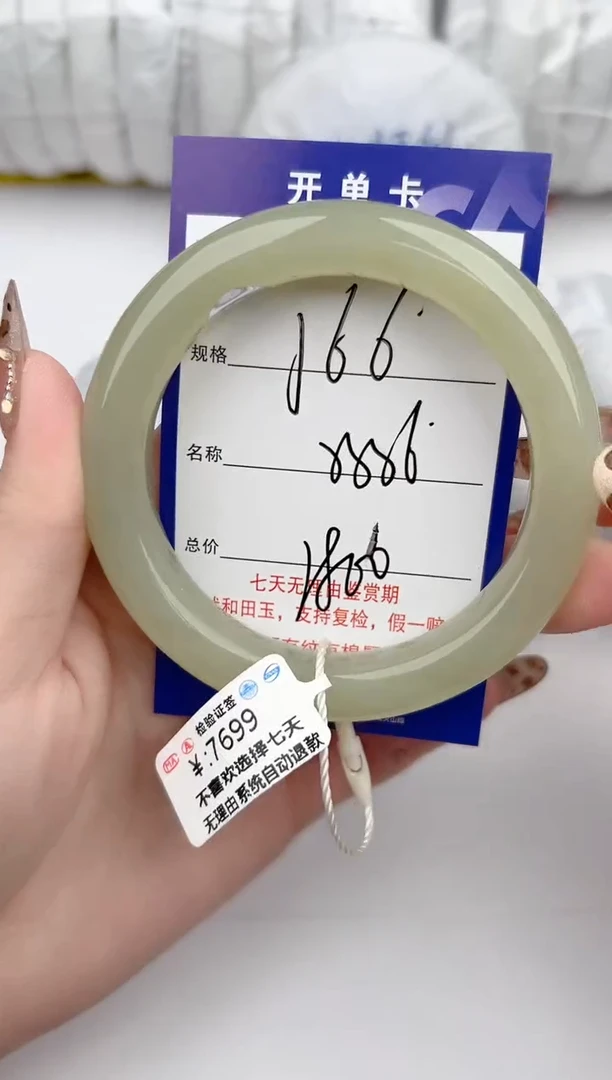 开单卡
规格 166.
名称
总价 1800
七天无理由鉴赏期
和田玉，支持复检，假一
检验证签
￥:7699
不喜欢选择七天
无理由系统自动退款